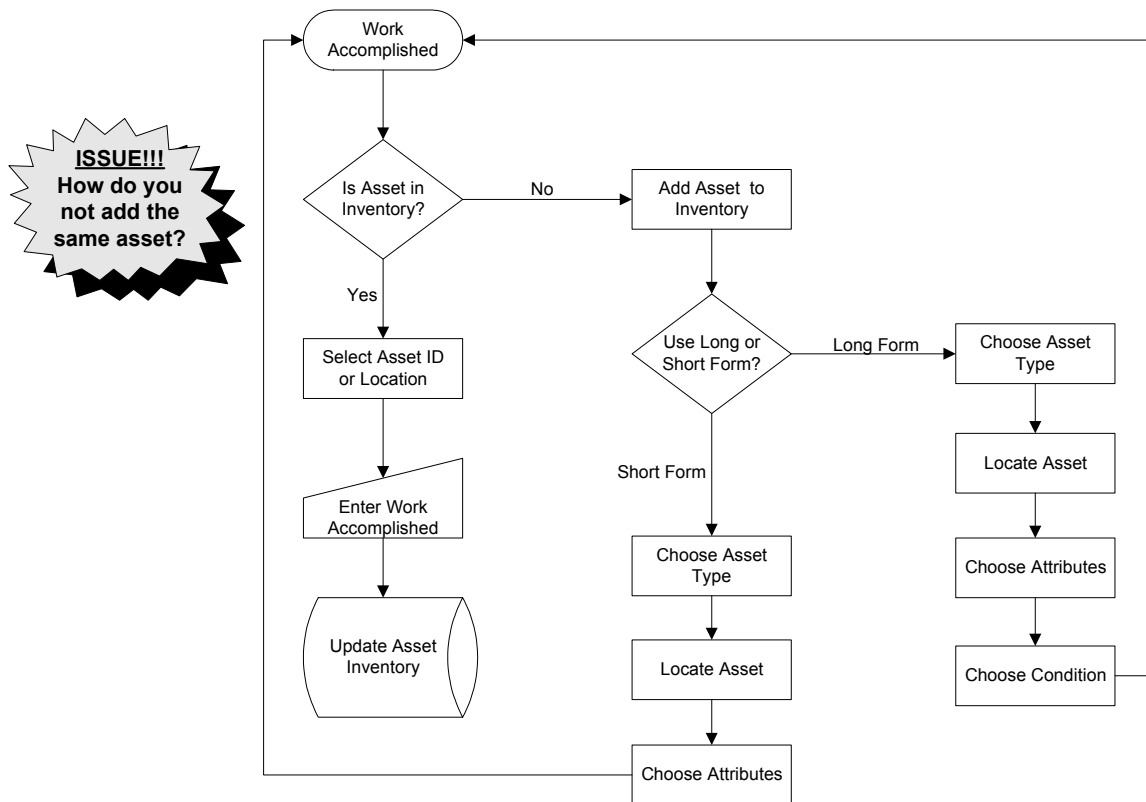 Work
Accomplished
ISSUE!!!
How do you
not add the
same asset?
Is Asset in
Inventory?
No
Add Asset to
Inventory
Yes
Select Asset ID
or Location
Use Long or
Short Form?
Long Form
Choose Asset
Type
Locate Asset
Short Form
Enter Work
Accomplished
Choose Asset
Type
Choose Attributes
Update Asset
Inventory
Locate Asset
Choose Condition
Choose Attributes